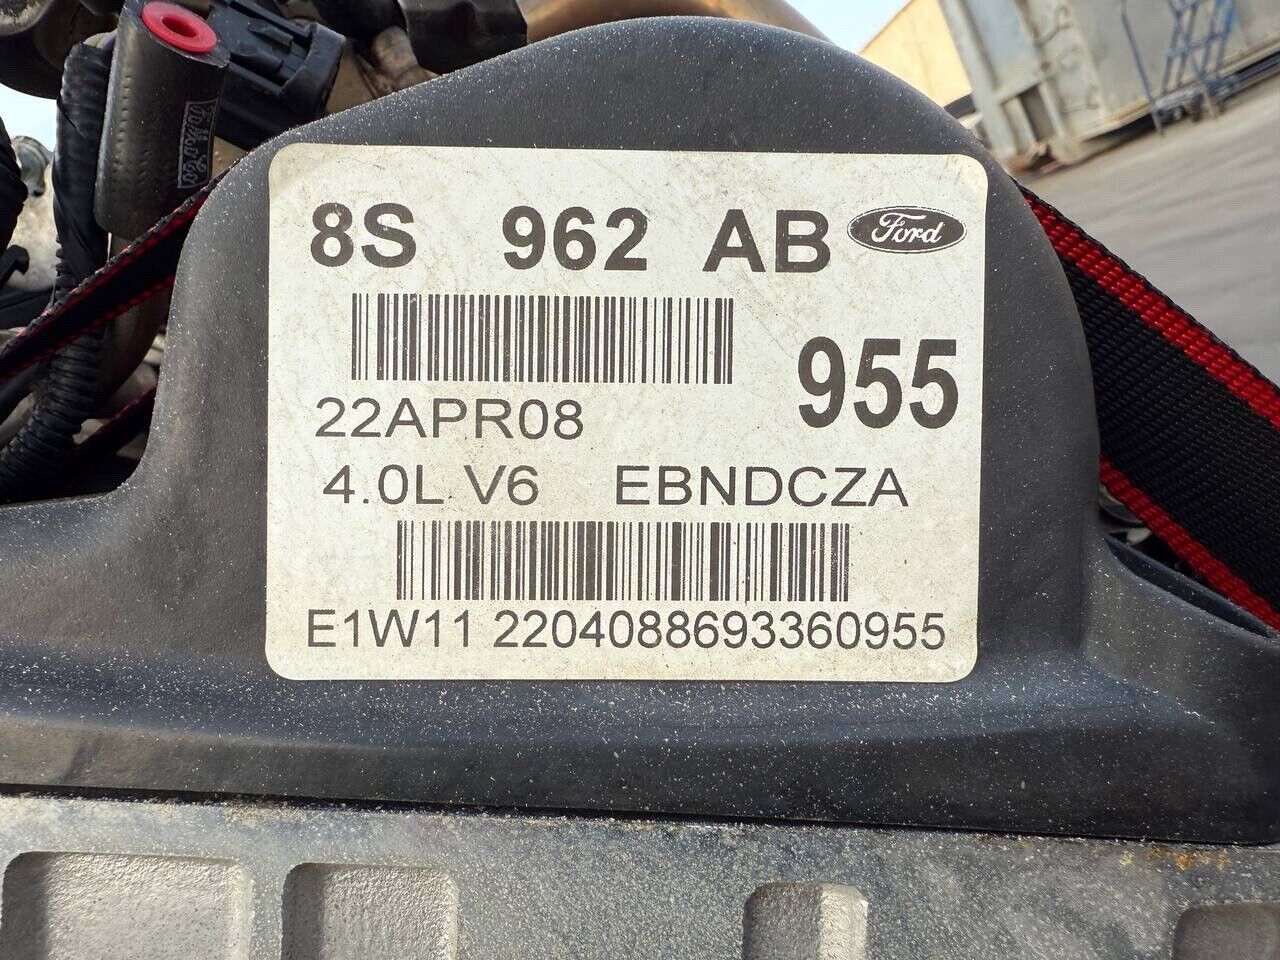 8S 962 AB Ford
955
22APR08
4.0L V6 EBNDCZA
E1W11 2204088693360955